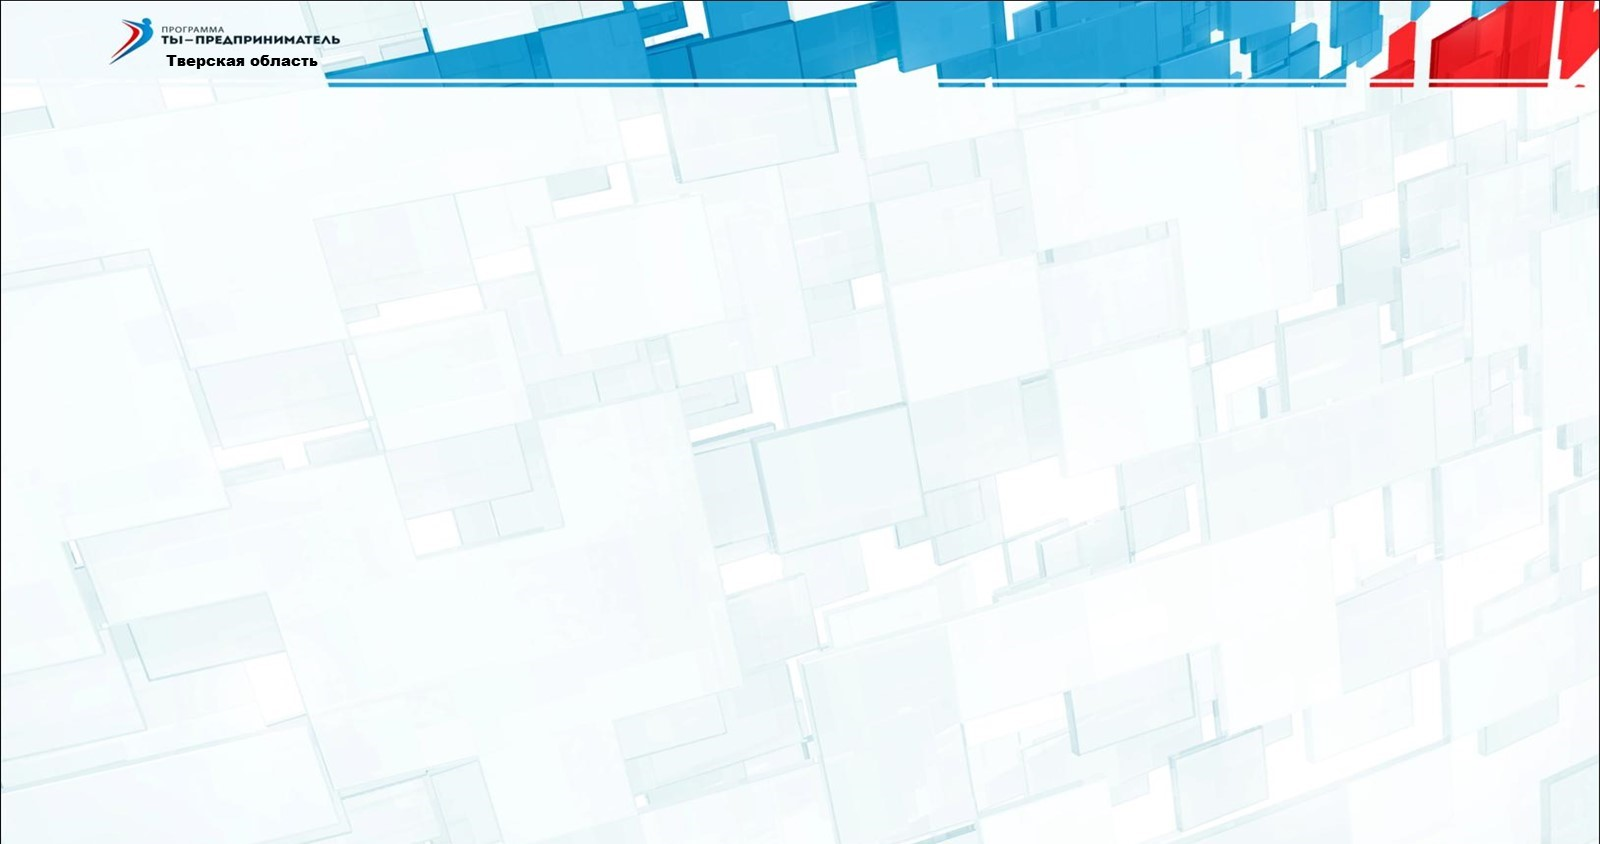 ПРОГРАММА
ТЫ–ПРЕДПРИНИМАТЕЛЬ
Тверская область